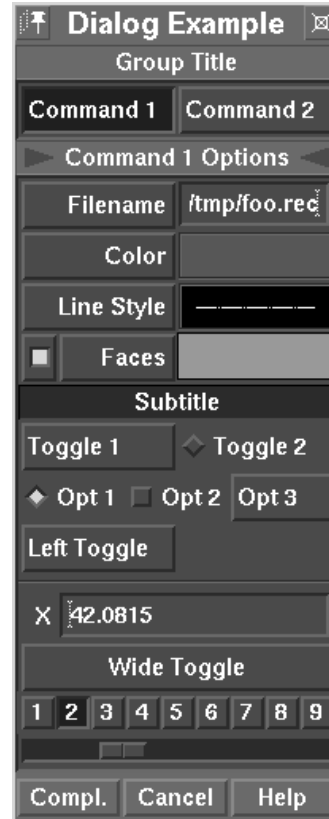 Dialog Example
Group Title
Command 1 Command 2
Command 1 Options
Filename /tmp/foo.rec
Color
Line Style
Faces
Subtitle
Toggle 1 Toggle 2
Opt 1 Opt 2 Opt 3
Left Toggle
X 42.0815
Wide Toggle
1 2 3 4 5 6 7 8 9
Compl. Cancel Help